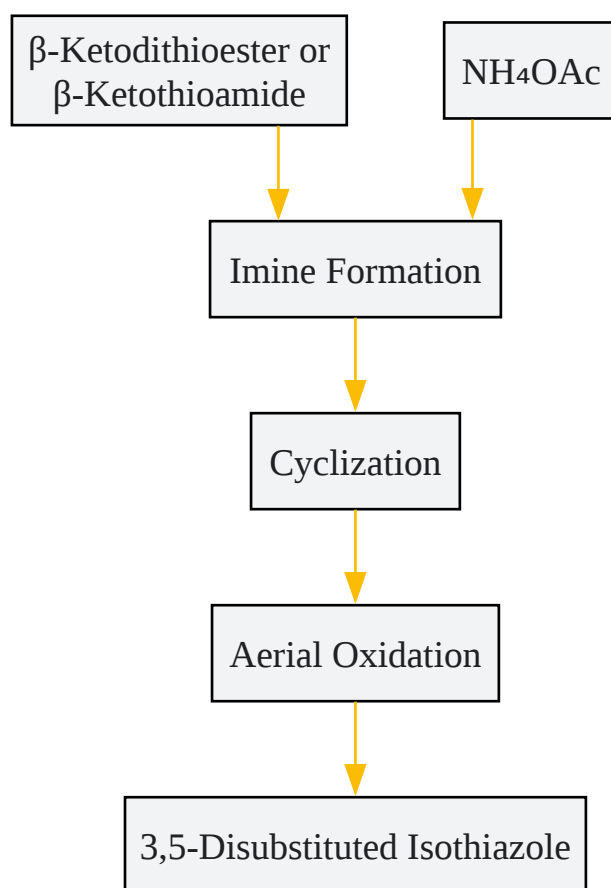 β-Ketodithioester or
β-Ketothioamide
NH₄OAc
Imine Formation
Cyclization
Aerial Oxidation
3,5-Disubstituted Isothiazole